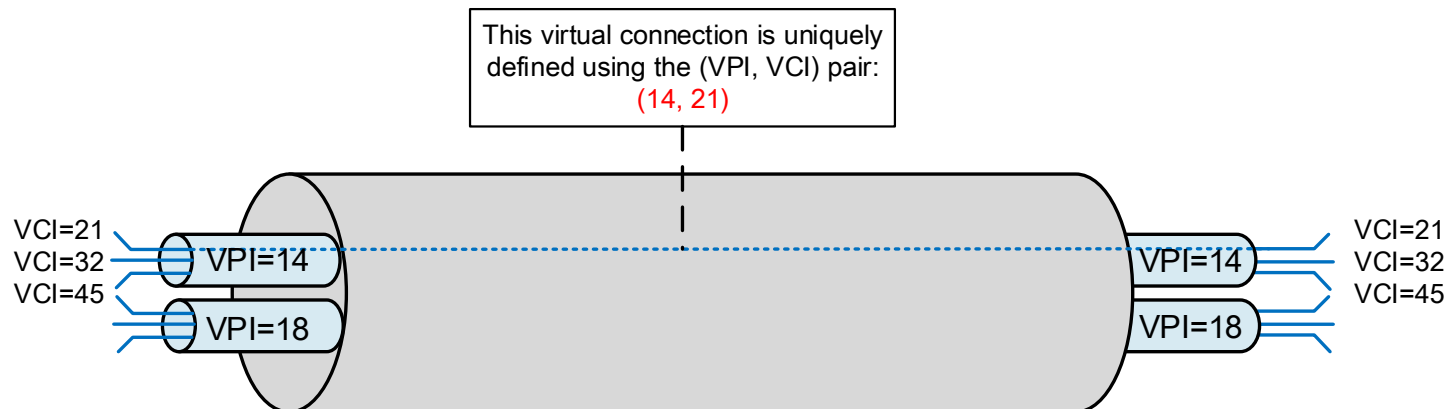 This virtual connection is uniquely
defined using the (VPI, VCI) pair:
(14, 21)
VCI=21
VCI=32
VCI=45
VPI=14
VPI=18
VPI=14
VPI=18
VCI=21
VCI=32
VCI=45